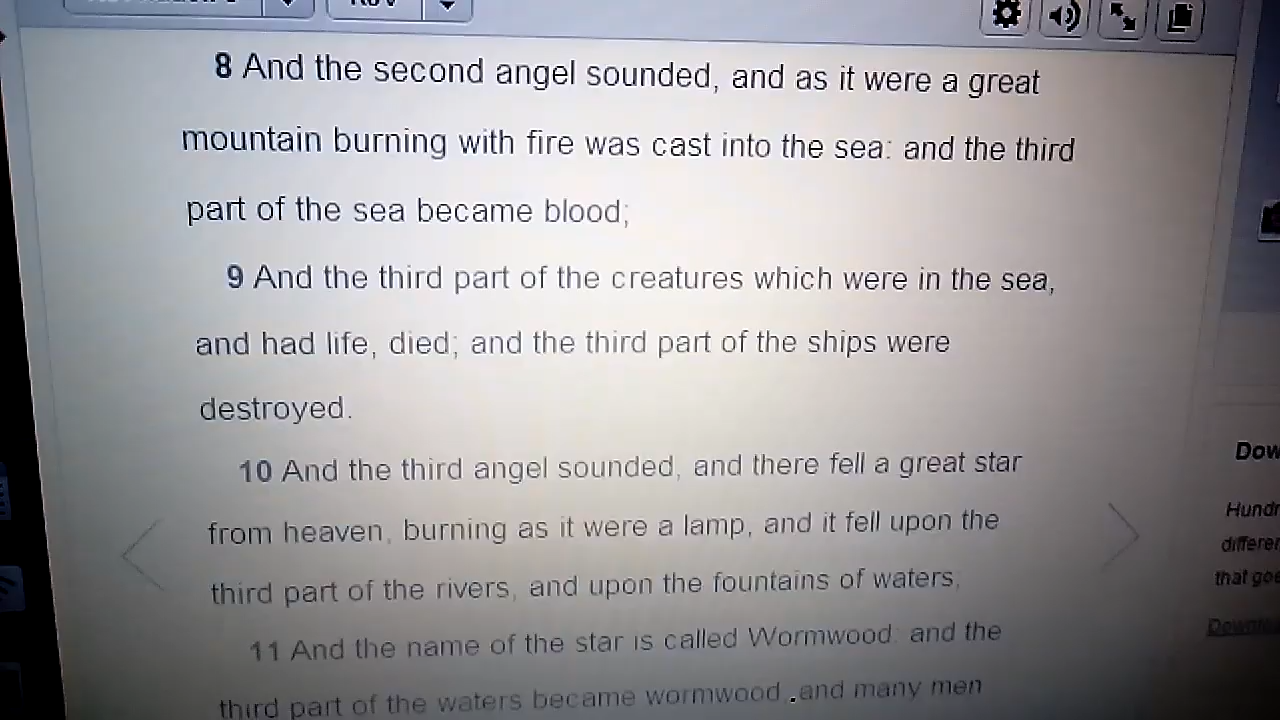 8 And the second angel sounded, and as it were a great
mountain burning with fire was cast into the sea: and the third
part of the sea became blood;
9 And the third part of the creatures which were in the sea,
and had life, died; and the third part of the ships were
destroyed.
10 And the third angel sounded, and there fell a great star
from heaven, burning as it were a lamp, and it fell upon the
third part of the rivers, and upon the fountains of waters;
11 And the name of the star is called Wormwood: and the
third part of the waters became wormwood; and many men
Dow
Hundr
differen
that goe